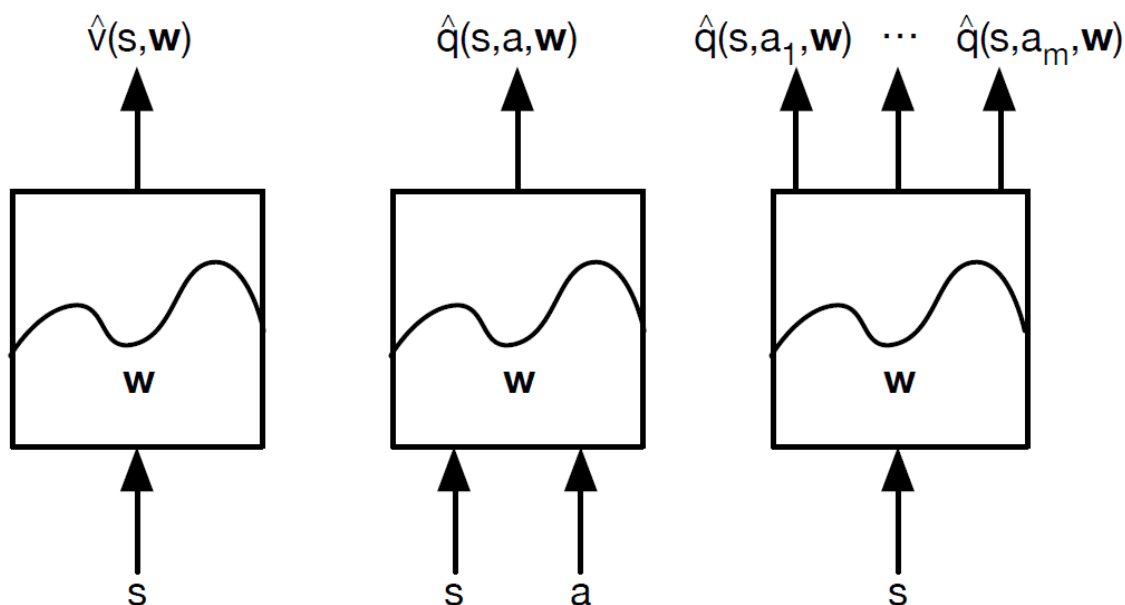 v̂(s,w) q̂(s,a,w) q̂(s,a₁,w) ··· q̂(s,aₘ,w)
w w w
s s a s